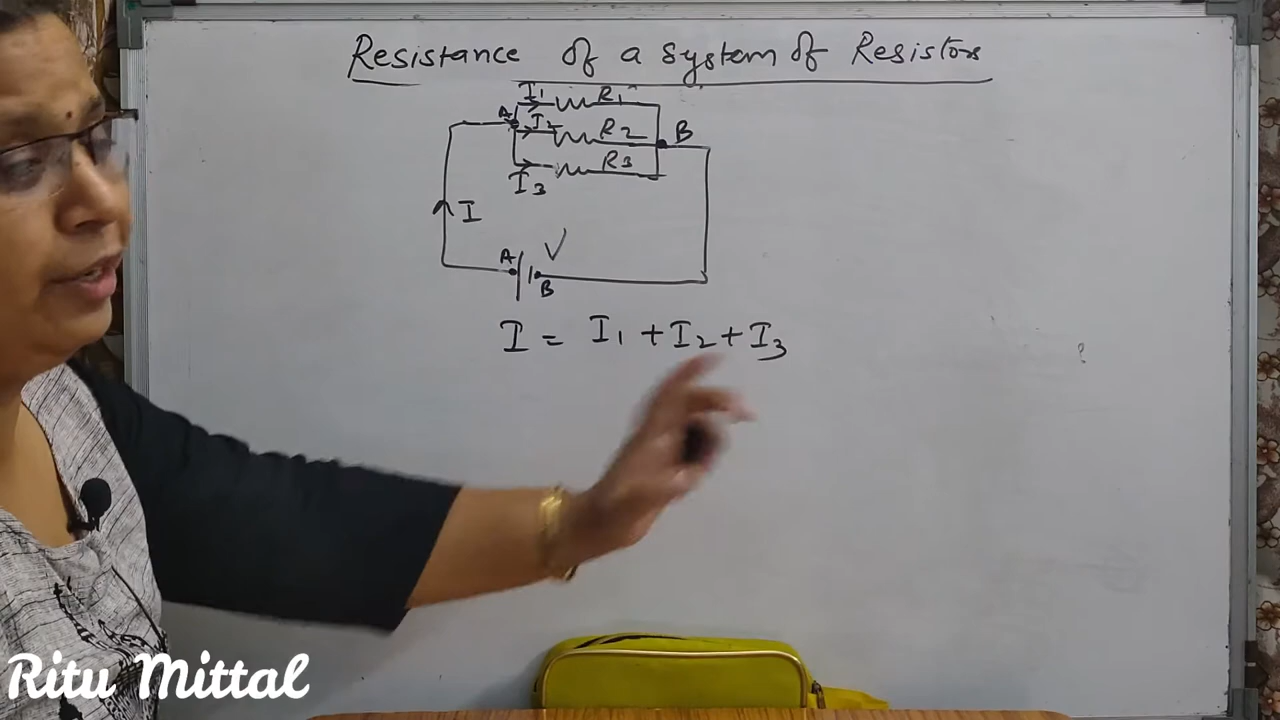 Resistance of a System of Resistors
I1 R1
A I2 R2 B
I3 R3
I
A V
B
I = I1 + I2 + I3
Ritu Mittal